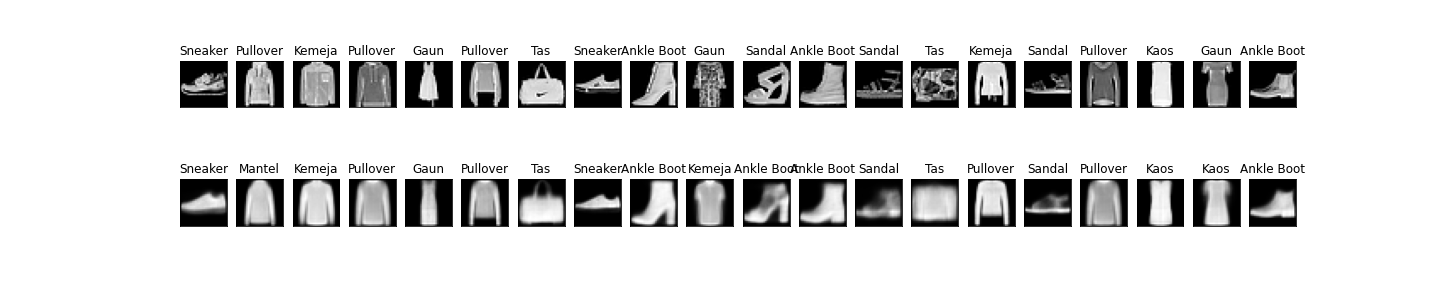 Sneaker Pullover Kemeja Pullover Gaun Pullover Tas Sneaker Ankle Boot Gaun Sandal Ankle Boot Sandal Tas Kemeja Sandal Pullover Kaos Gaun Ankle Boot
Sneaker Mantel Kemeja Pullover Gaun Pullover Tas Sneaker Ankle Boot Kemeja Ankle Boot Ankle Boot Sandal Tas Pullover Sandal Pullover Kaos Kaos Ankle Boot